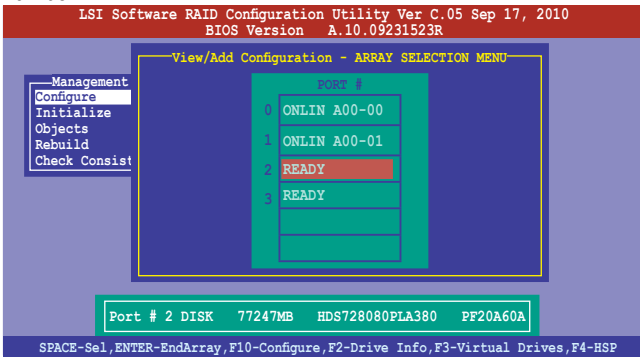 LSI Software RAID Configuration Utility Ver C.05 Sep 17, 2010
BIOS Version A.10.09231523R
View/Add Configuration - ARRAY SELECTION MENU
Management
Configure
Initialize
Objects
Rebuild
Check Consist
PORT #
0 ONLIN A00-00
1 ONLIN A00-01
2 READY
3 READY
Port # 2 DISK 77247MB HDS728080PLA380 PF20A60A
SPACE-Sel,ENTER-EndArray,F10-Configure,F2-Drive Info,F3-Virtual Drives,F4-HSP